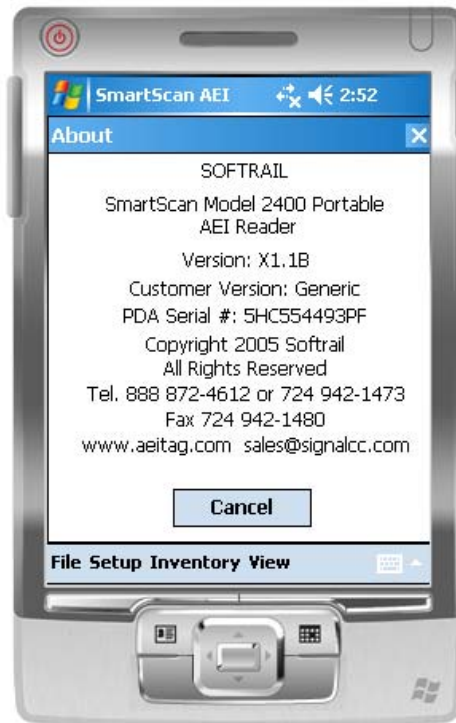 SmartScan AEI 2:52
About
SOFTRAIL
SmartScan Model 2400 Portable
AEI Reader
Version: X1.1B
Customer Version: Generic
PDA Serial #: 5HC554493PF
Copyright 2005 Softrail
All Rights Reserved
Tel. 888 872-4612 or 724 942-1473
Fax 724 942-1480
www.aeitag.com sales@signalcc.com
Cancel
File Setup Inventory View